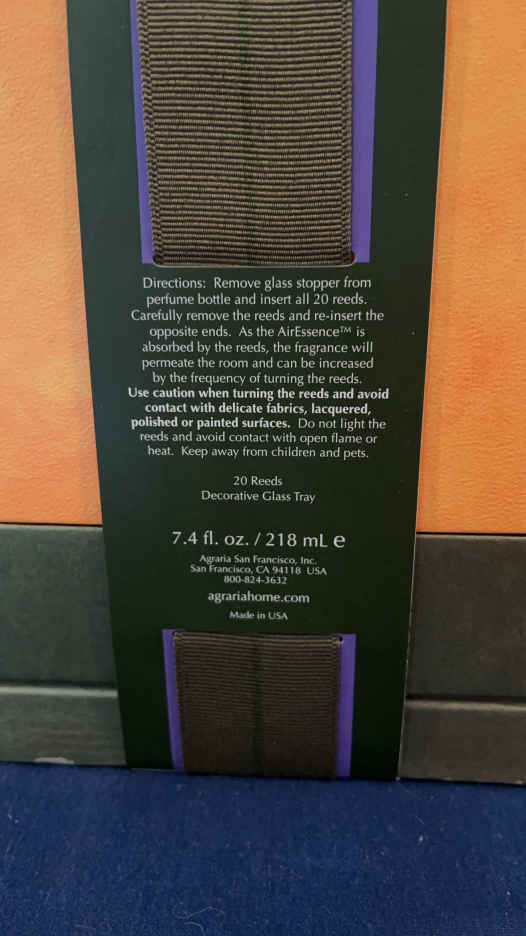 Directions: Remove glass stopper from
perfume bottle and insert all 20 reeds.
Carefully remove the reeds and re-insert the
opposite ends. As the AirEssence™ is
absorbed by the reeds, the fragrance will
permeate the room and can be increased
by the frequency of turning the reeds.
Use caution when turning the reeds and avoid
contact with delicate fabrics, lacquered,
polished or painted surfaces. Do not light the
reeds and avoid contact with open flame or
heat. Keep away from children and pets.
20 Reeds
Decorative Glass Tray
7.4 fl. oz. / 218 mL ℮
Agraria San Francisco, Inc.
San Francisco, CA 94118 USA
800-824-3632
agrariahome.com
Made in USA